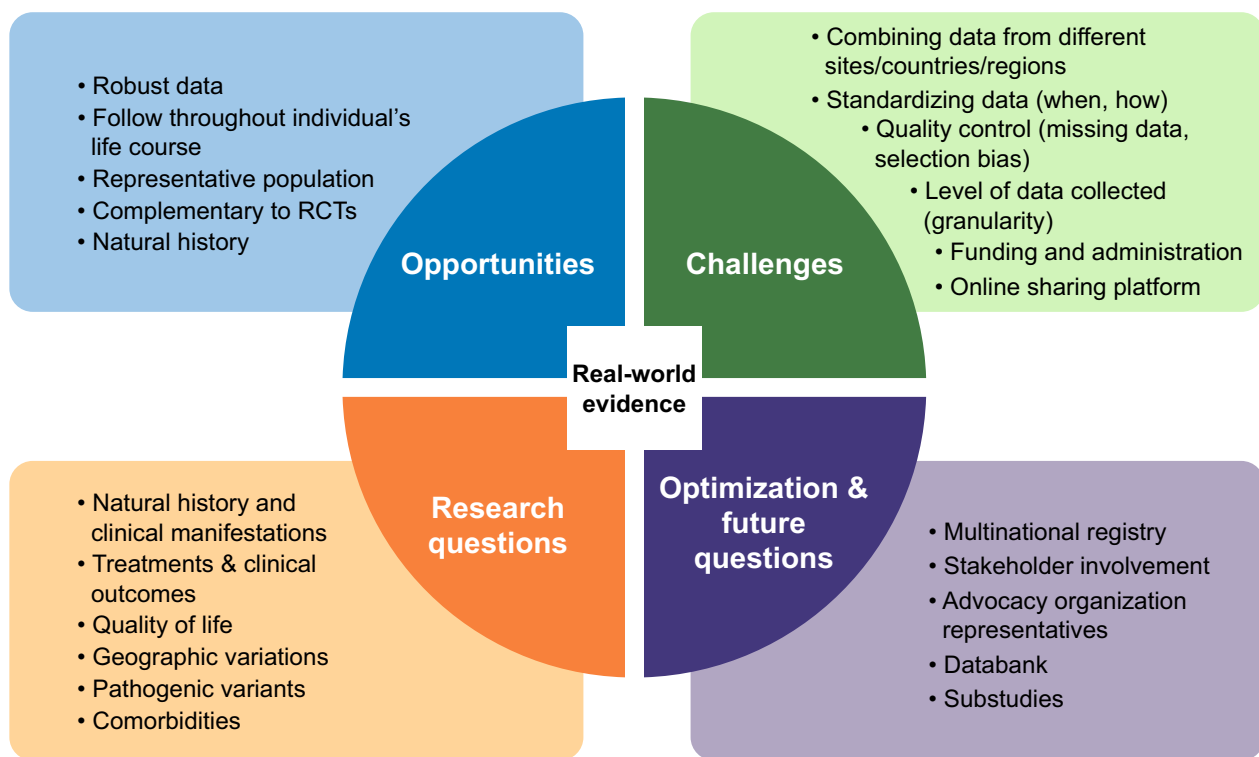 • Robust data
• Follow throughout individual's
life course
• Representative population
• Complementary to RCTs
• Natural history
Opportunities
• Combining data from different
sites/countries/regions
• Standardizing data (when, how)
• Quality control (missing data,
selection bias)
• Level of data collected
(granularity)
• Funding and administration
• Online sharing platform
Challenges
Real-world
evidence
• Natural history and
clinical manifestations
• Treatments & clinical
outcomes
• Quality of life
• Geographic variations
• Pathogenic variants
• Comorbidities
Research
questions
Optimization &
future
questions
• Multinational registry
• Stakeholder involvement
• Advocacy organization
representatives
• Databank
• Substudies